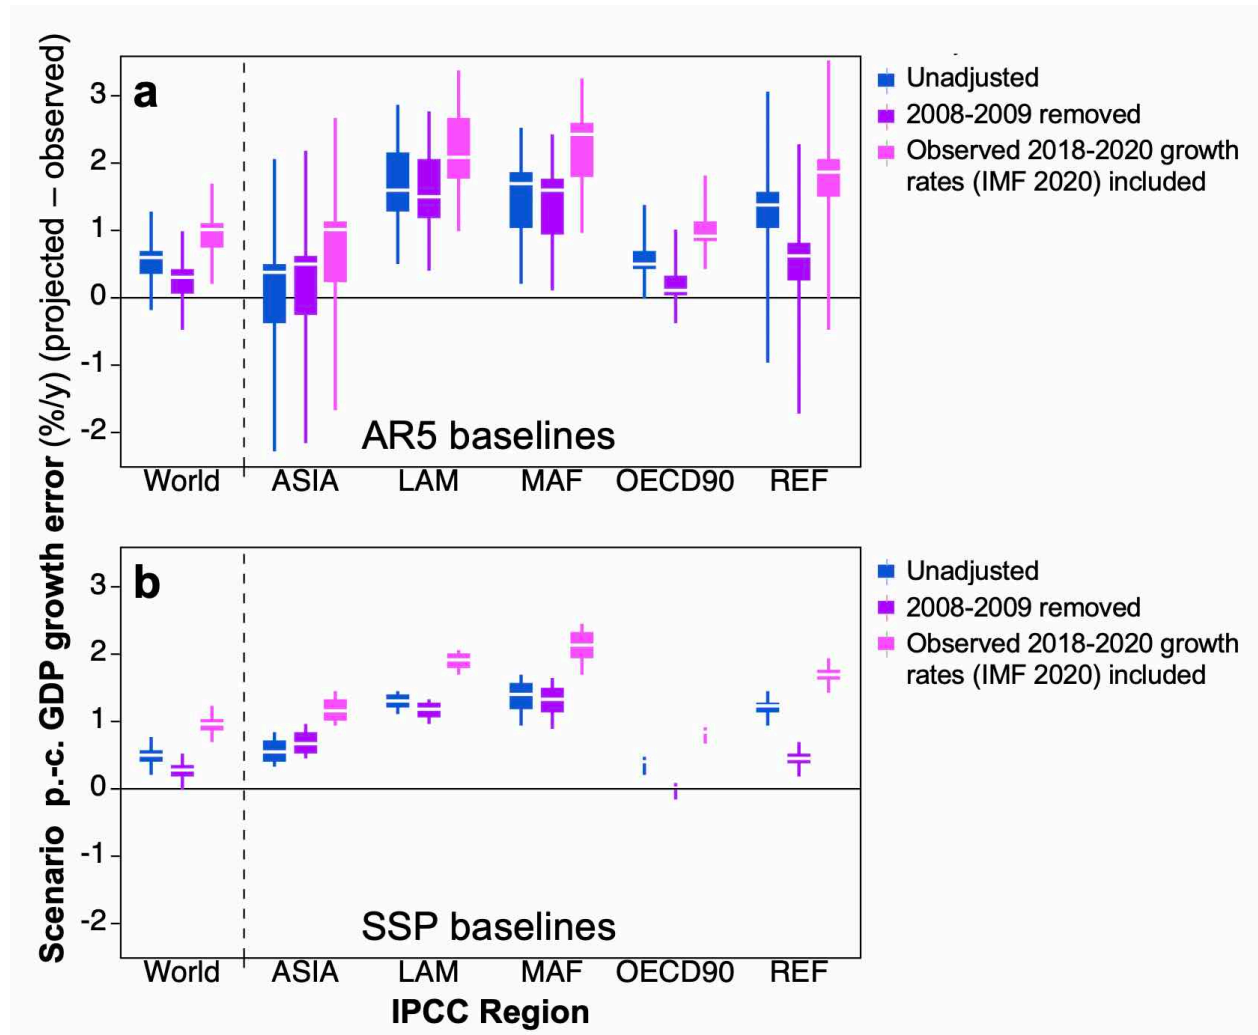 Scenario p.-c. GDP growth error (%/y) (projected – observed)
a
3
2
1
0
-1
-2
AR5 baselines
World ASIA LAM MAF OECD90 REF
Unadjusted
2008-2009 removed
Observed 2018-2020 growth
rates (IMF 2020) included
b
3
2
1
0
-1
-2
SSP baselines
World ASIA LAM MAF OECD90 REF
IPCC Region
Unadjusted
2008-2009 removed
Observed 2018-2020 growth
rates (IMF 2020) included